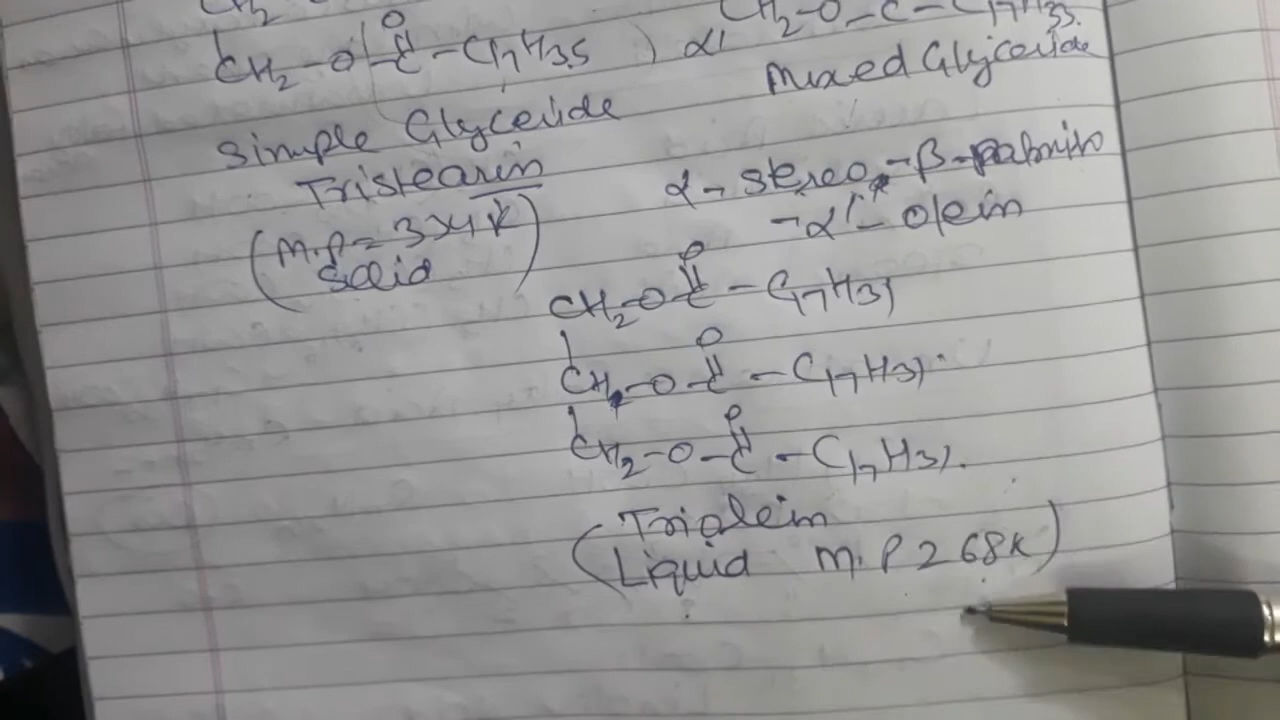 CH2
CH2-O-C-C17H35.
O
CH2-O-C-C17H35
α'
Mixed Glyceride
Simple Glyceride
Tristearin
(M.P=344K)
Solid
α-stereo-β-palmito
-α'-olein
O
CH2-O-C-C17H31
O
CH2-O-C-C17H31.
O
CH2-O-C-C17H31.
(Triolein
Liquid M.P 268K)